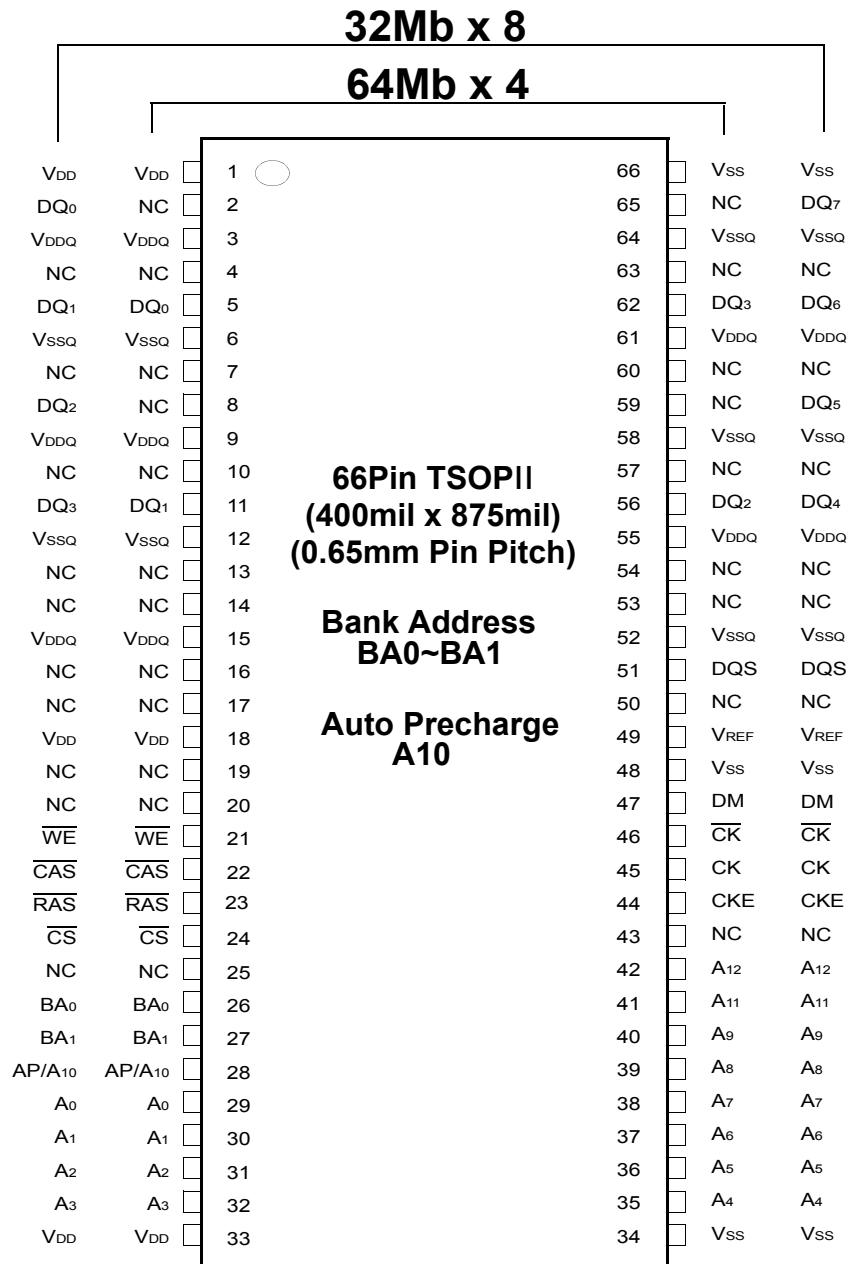 32Mb x 8
64Mb x 4
VDD VDD 1 66 VSS VSS
DQ0 NC 2 65 NC DQ7
VDDQ VDDQ 3 64 VSSQ VSSQ
NC NC 4 63 NC NC
DQ1 DQ0 5 62 DQ3 DQ6
VSSQ VSSQ 6 61 VDDQ VDDQ
NC NC 7 60 NC NC
DQ2 NC 8 59 NC DQ5
VDDQ VDDQ 9 58 VSSQ VSSQ
NC NC 10 57 NC NC
66Pin TSOPII
DQ3 DQ1 11 56 DQ2 DQ4
(400mil x 875mil)
VSSQ VSSQ 12 55 VDDQ VDDQ
(0.65mm Pin Pitch)
NC NC 13 54 NC NC
NC NC 14 53 NC NC
Bank Address
VDDQ VDDQ 15 52 VSSQ VSSQ
BA0~BA1
NC NC 16 51 DQS DQS
NC NC 17 50 NC NC
Auto Precharge
VDD VDD 18 49 VREF VREF
A10
NC NC 19 48 VSS VSS
NC NC 20 47 DM DM
W̅E̅ W̅E̅ 21 46 C̅K̅ C̅K̅
C̅A̅S̅ C̅A̅S̅ 22 45 CK CK
R̅A̅S̅ R̅A̅S̅ 23 44 CKE CKE
C̅S̅ C̅S̅ 24 43 NC NC
NC NC 25 42 A12 A12
BA0 BA0 26 41 A11 A11
BA1 BA1 27 40 A9 A9
AP/A10 AP/A10 28 39 A8 A8
A0 A0 29 38 A7 A7
A1 A1 30 37 A6 A6
A2 A2 31 36 A5 A5
A3 A3 32 35 A4 A4
VDD VDD 33 34 VSS VSS